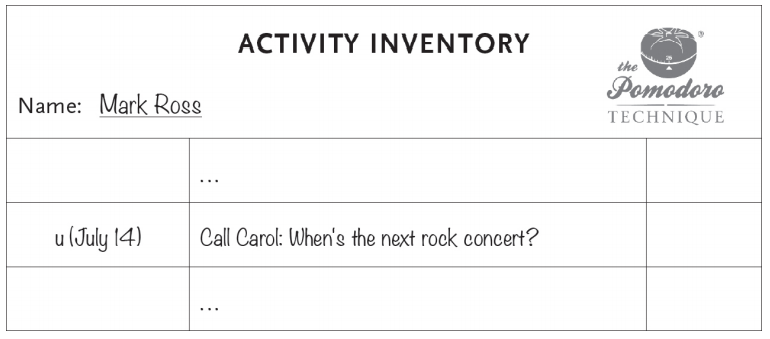 ACTIVITY INVENTORY
the
Pomodoro
TECHNIQUE
Name: Mark Ross
...
u (July 14) Call Carol: When's the next rock concert?
...